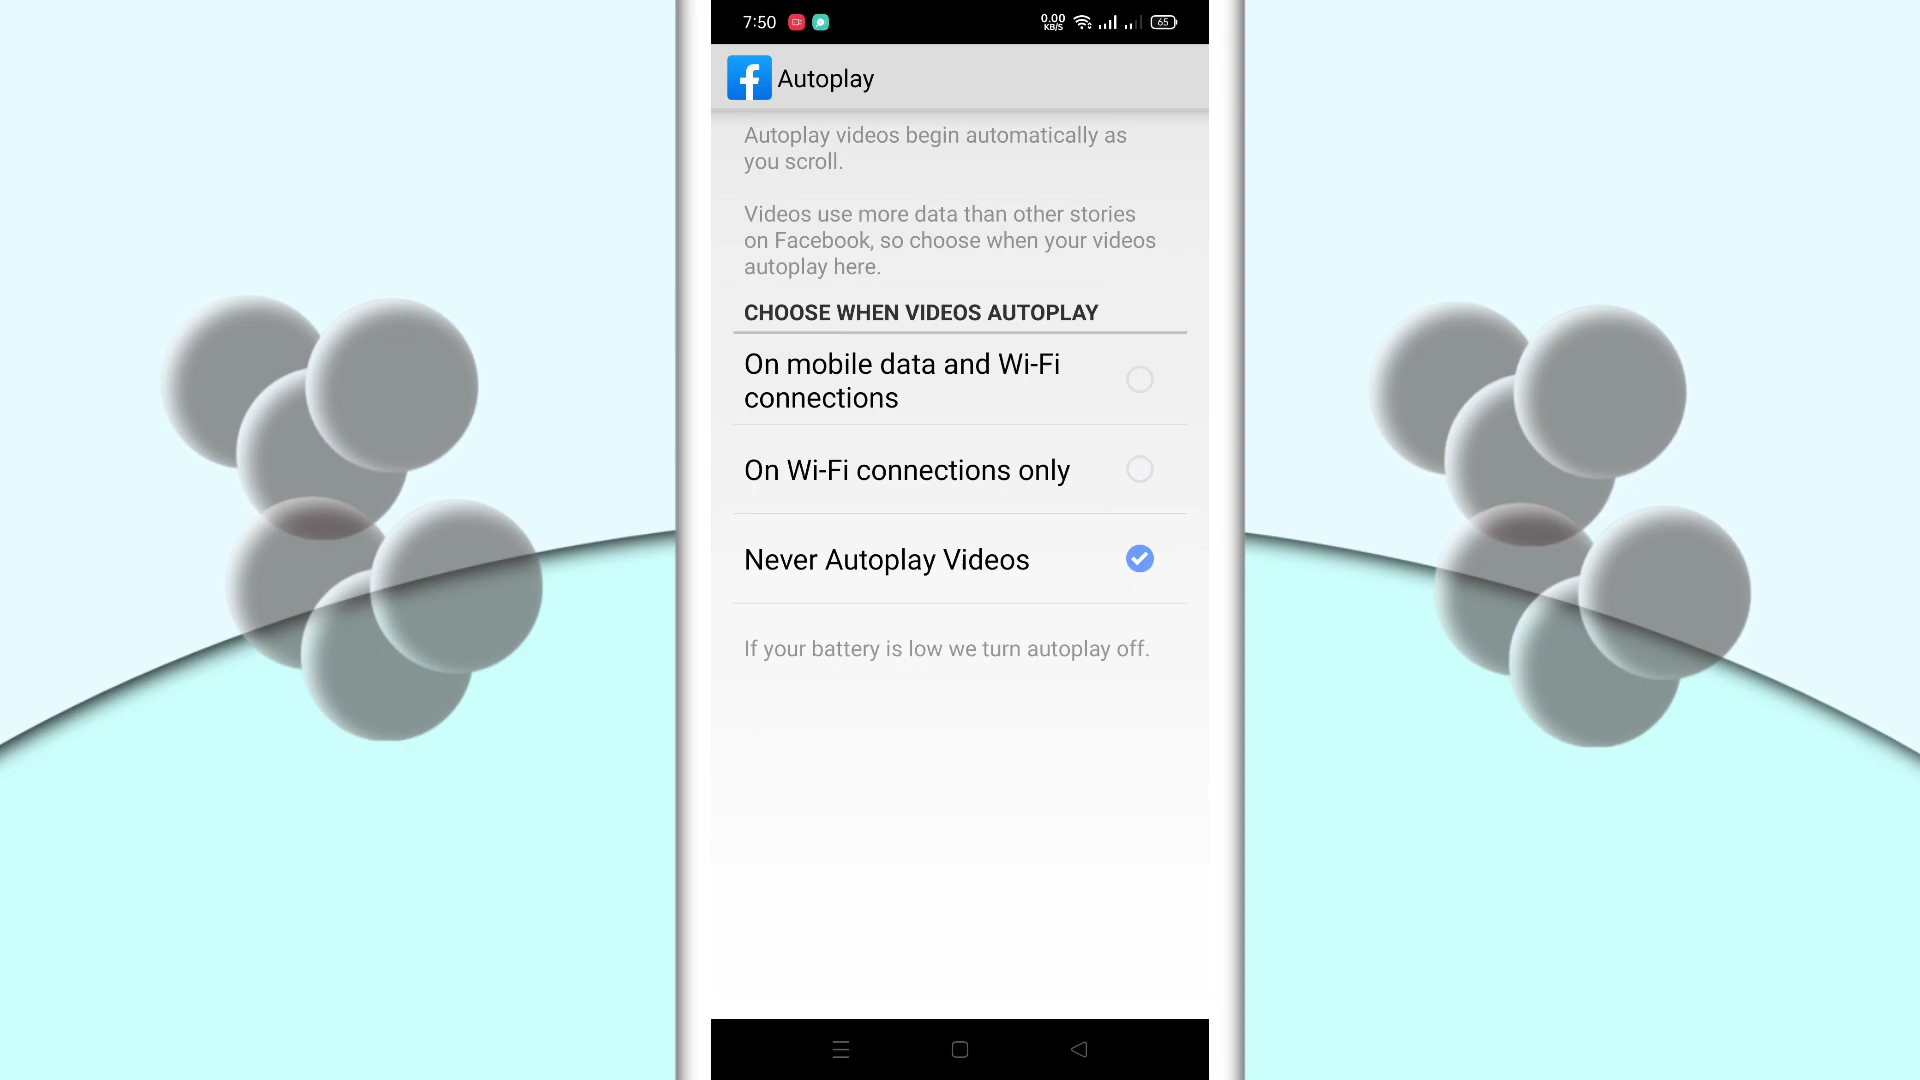 7:50
0.00
KB/S
65
Autoplay
Autoplay videos begin automatically as
you scroll.
Videos use more data than other stories
on Facebook, so choose when your videos
autoplay here.
CHOOSE WHEN VIDEOS AUTOPLAY
On mobile data and Wi-Fi
connections
On Wi-Fi connections only
Never Autoplay Videos
If your battery is low we turn autoplay off.